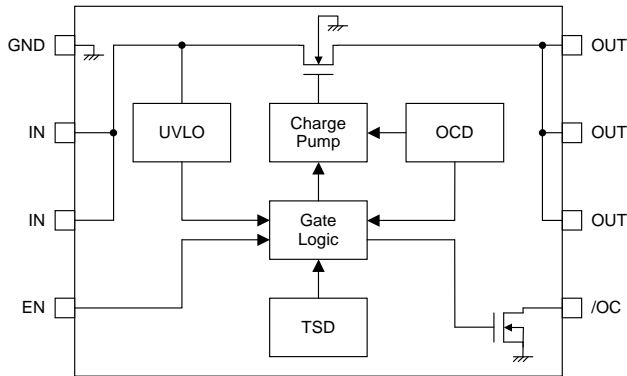 GND
OUT
IN
UVLO
Charge
Pump
OCD
OUT
IN
Gate
Logic
OUT
EN
TSD
/OC